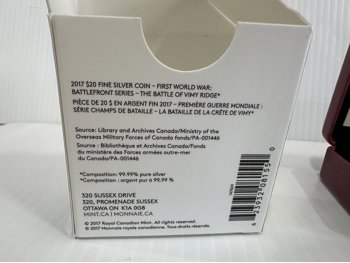 2017 $20 FINE SILVER COIN – FIRST WORLD WAR:
BATTLEFRONT SERIES – THE BATTLE OF VIMY RIDGE*
PIÈCE DE 20 $ EN ARGENT FIN 2017 – PREMIÈRE GUERRE MONDIALE :
SÉRIE CHAMPS DE BATAILLE – LA BATAILLE DE LA CRÊTE DE VIMY*
Source: Library and Archives Canada/Ministry of the
Overseas Military Forces of Canada fonds/PA-001446
Source : Bibliothèque et Archives Canada/Fonds
du ministère des Forces armées outre-mer
du Canada/PA-001446
*Composition: 99.99% pure silver
*Composition : argent pur à 99,99 %
320 SUSSEX DRIVE
320, PROMENADE SUSSEX
OTTAWA ON K1A 0G8
MINT.CA | MONNAIE.CA
© 2017 Royal Canadian Mint. All rights reserved.
© 2017 Monnaie royale canadienne. Tous droits réservés.